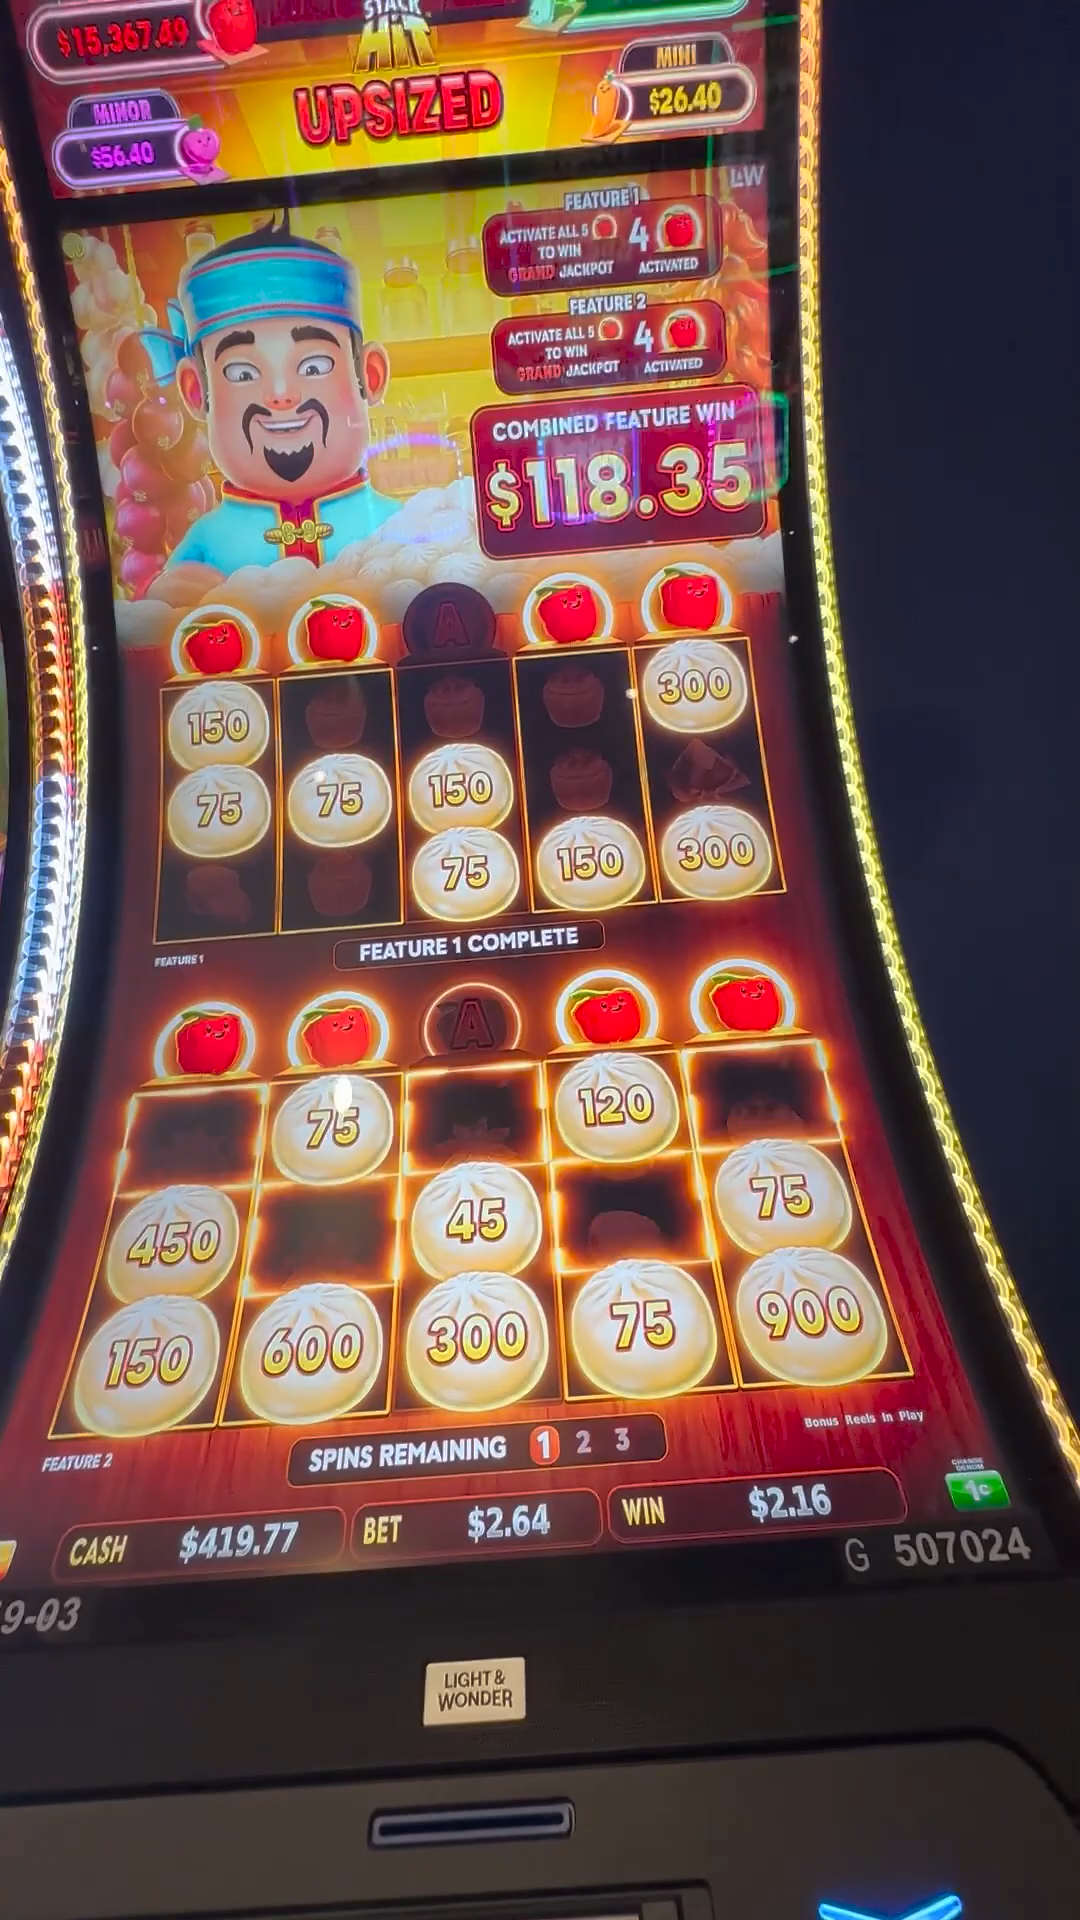 $15,367.49
STACK
HIT
UPSIZED
MINOR
$56.40
MINI
$26.40
L&W
FEATURE 1
ACTIVATE ALL 5
TO WIN
GRAND JACKPOT
4
ACTIVATED
FEATURE 2
ACTIVATE ALL 5
TO WIN
GRAND JACKPOT
4
ACTIVATED
COMBINED FEATURE WIN
$118.35
A
150 300
75 75 150
75 150 300
FEATURE 1
FEATURE 1 COMPLETE
A
75 120
450 45 75
150 600 300 75 900
Bonus Reels In Play
FEATURE 2
SPINS REMAINING 1 2 3
CHANGE
DENOM
1¢
CASH $419.77 BET $2.64 WIN $2.16
G 507024
9-03
LIGHT &
WONDER